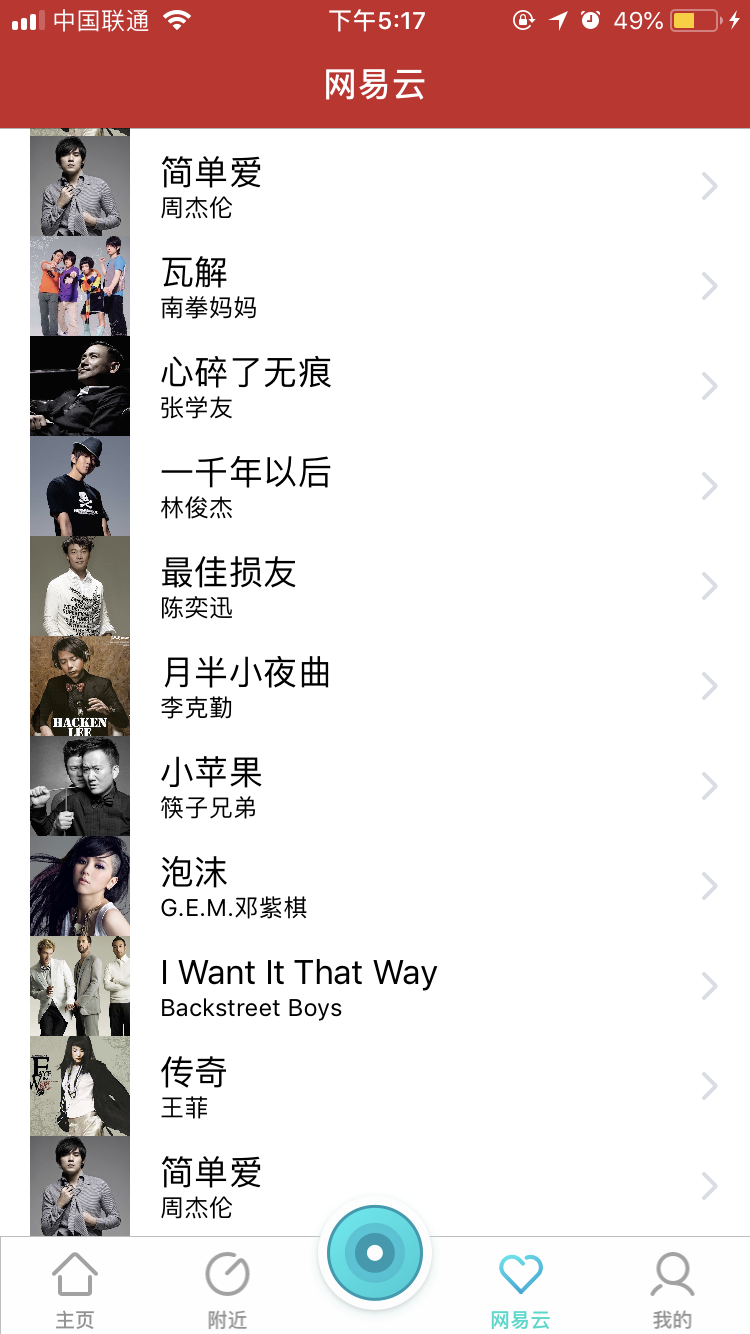 中国联通
下午5:17
49%
网易云
简单爱
周杰伦
瓦解
南拳妈妈
心碎了无痕
张学友
一千年以后
林俊杰
最佳损友
陈奕迅
月半小夜曲
李克勤
HACKEN
LEE
小苹果
筷子兄弟
泡沫
G.E.M.邓紫棋
I Want It That Way
Backstreet Boys
传奇
王菲
简单爱
周杰伦
主页
附近
网易云
我的